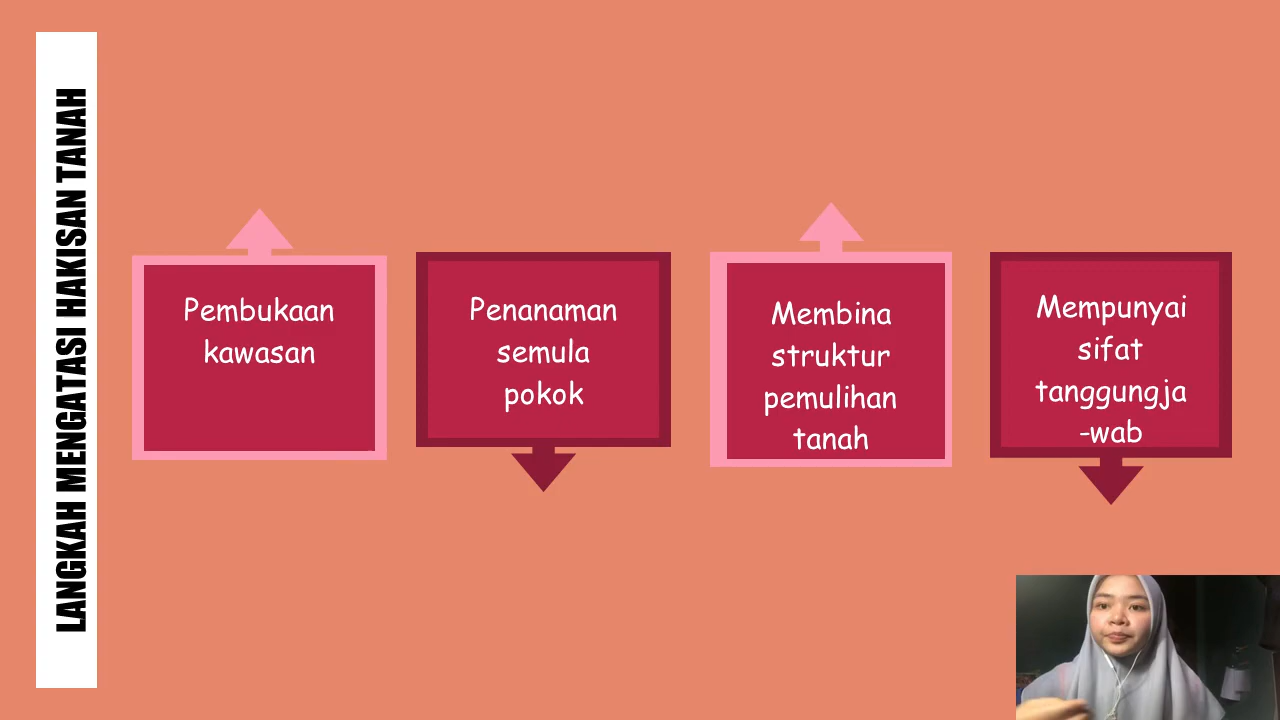 LANGKAH MENGATASI HAKISAN TANAH
Pembukaan
kawasan
Penanaman
semula
pokok
Membina
struktur
pemulihan
tanah
Mempunyai
sifat
tanggungja
-wab